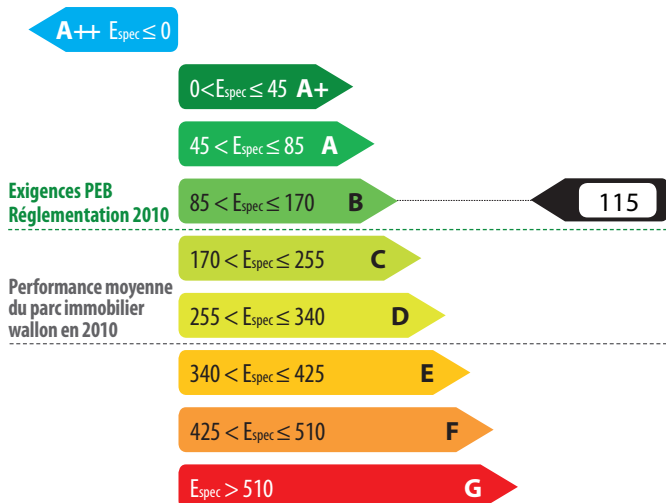 A++ Espec ≤ 0
0<Espec ≤ 45 A+
45 < Espec ≤ 85 A
Exigences PEB
Réglementation 2010
85 < Espec ≤ 170 B
115
170 < Espec ≤ 255 C
Performance moyenne
du parc immobilier
wallon en 2010
255 < Espec ≤ 340 D
340 < Espec ≤ 425 E
425 < Espec ≤ 510 F
Espec > 510 G